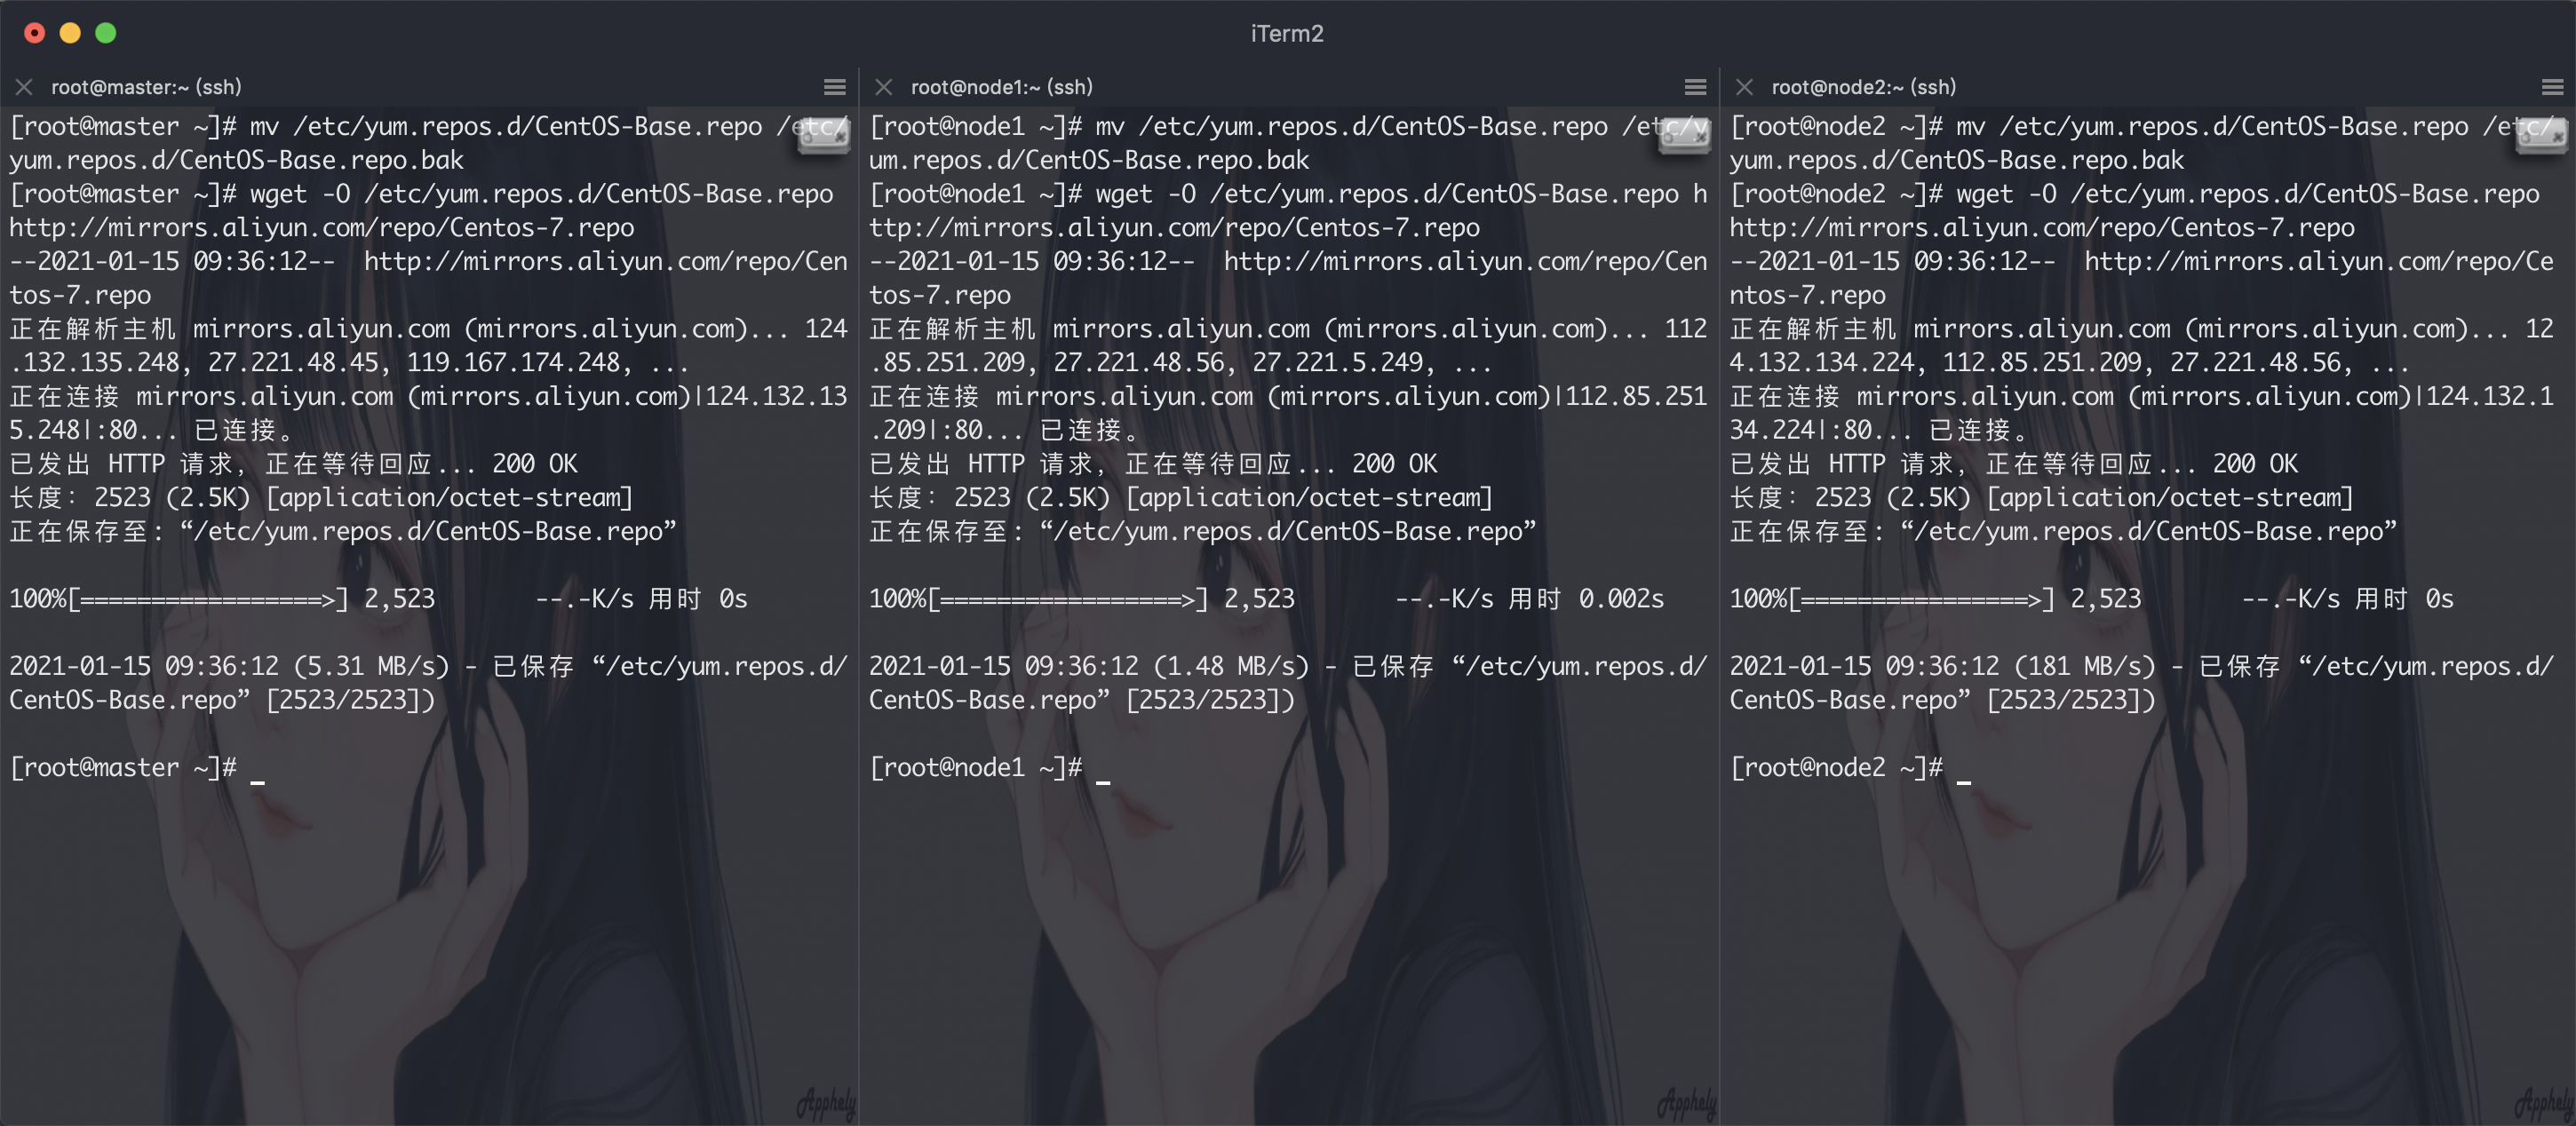 iTerm2
root@master:~ (ssh)
[root@master ~]# mv /etc/yum.repos.d/CentOS-Base.repo /etc/
yum.repos.d/CentOS-Base.repo.bak
[root@master ~]# wget -O /etc/yum.repos.d/CentOS-Base.repo
http://mirrors.aliyun.com/repo/Centos-7.repo
--2021-01-15 09:36:12--  http://mirrors.aliyun.com/repo/Cen
tos-7.repo
正在解析主机 mirrors.aliyun.com (mirrors.aliyun.com)... 124
.132.135.248, 27.221.48.45, 119.167.174.248, ...
正在连接 mirrors.aliyun.com (mirrors.aliyun.com)|124.132.13
5.248|:80... 已连接。
已发出 HTTP 请求，正在等待回应... 200 OK
长度：2523 (2.5K) [application/octet-stream]
正在保存至: “/etc/yum.repos.d/CentOS-Base.repo”
100%[=================>] 2,523       --.-K/s 用时 0s
2021-01-15 09:36:12 (5.31 MB/s) - 已保存 “/etc/yum.repos.d/
CentOS-Base.repo” [2523/2523])
[root@master ~]# _
Apphely
root@node1:~ (ssh)
[root@node1 ~]# mv /etc/yum.repos.d/CentOS-Base.repo /etc/y
um.repos.d/CentOS-Base.repo.bak
[root@node1 ~]# wget -O /etc/yum.repos.d/CentOS-Base.repo h
ttp://mirrors.aliyun.com/repo/Centos-7.repo
--2021-01-15 09:36:12--  http://mirrors.aliyun.com/repo/Cen
tos-7.repo
正在解析主机 mirrors.aliyun.com (mirrors.aliyun.com)... 112
.85.251.209, 27.221.48.56, 27.221.5.249, ...
正在连接 mirrors.aliyun.com (mirrors.aliyun.com)|112.85.251
.209|:80... 已连接。
已发出 HTTP 请求，正在等待回应... 200 OK
长度：2523 (2.5K) [application/octet-stream]
正在保存至: “/etc/yum.repos.d/CentOS-Base.repo”
100%[=================>] 2,523       --.-K/s 用时 0.002s
2021-01-15 09:36:12 (1.48 MB/s) - 已保存 “/etc/yum.repos.d/
CentOS-Base.repo” [2523/2523])
[root@node1 ~]# _
Apphely
root@node2:~ (ssh)
[root@node2 ~]# mv /etc/yum.repos.d/CentOS-Base.repo /etc/
yum.repos.d/CentOS-Base.repo.bak
[root@node2 ~]# wget -O /etc/yum.repos.d/CentOS-Base.repo
http://mirrors.aliyun.com/repo/Centos-7.repo
--2021-01-15 09:36:12--  http://mirrors.aliyun.com/repo/Ce
ntos-7.repo
正在解析主机 mirrors.aliyun.com (mirrors.aliyun.com)... 12
4.132.134.224, 112.85.251.209, 27.221.48.56, ...
正在连接 mirrors.aliyun.com (mirrors.aliyun.com)|124.132.1
34.224|:80... 已连接。
已发出 HTTP 请求，正在等待回应... 200 OK
长度：2523 (2.5K) [application/octet-stream]
正在保存至: “/etc/yum.repos.d/CentOS-Base.repo”
100%[================>] 2,523       --.-K/s 用时 0s
2021-01-15 09:36:12 (181 MB/s) - 已保存 “/etc/yum.repos.d/
CentOS-Base.repo” [2523/2523])
[root@node2 ~]# _
Apphely